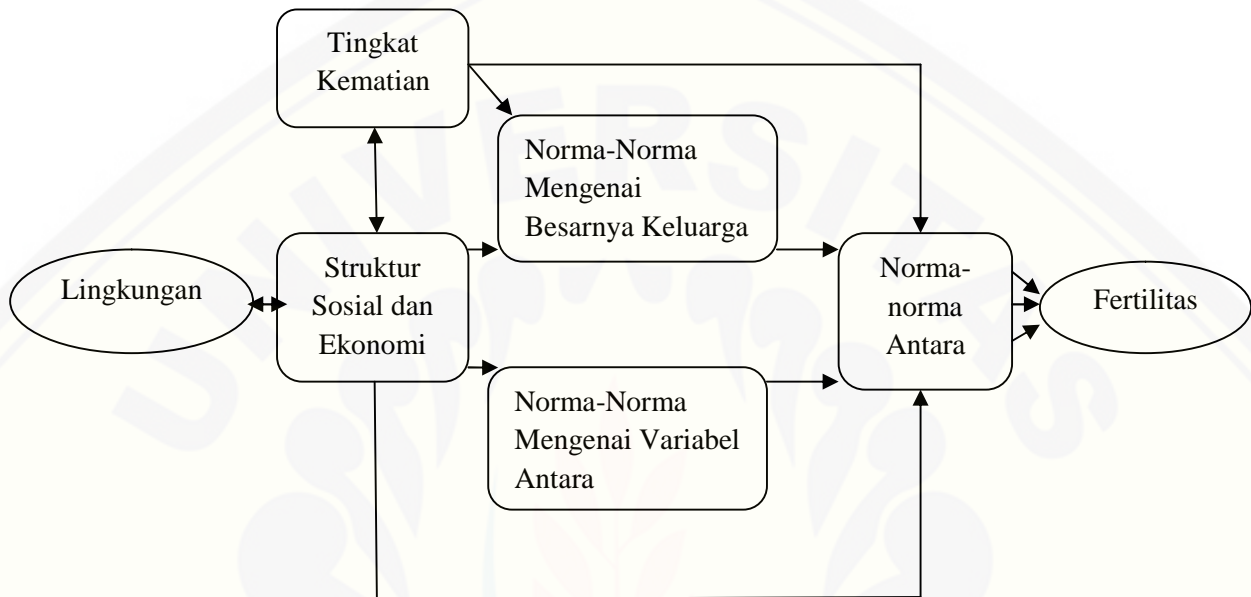 Tingkat
Kematian
Norma-Norma
Mengenai
Besarnya Keluarga
Lingkungan
Struktur
Sosial dan
Ekonomi
Norma-
norma
Antara
Fertilitas
Norma-Norma
Mengenai Variabel
Antara
UNIVERSITAS